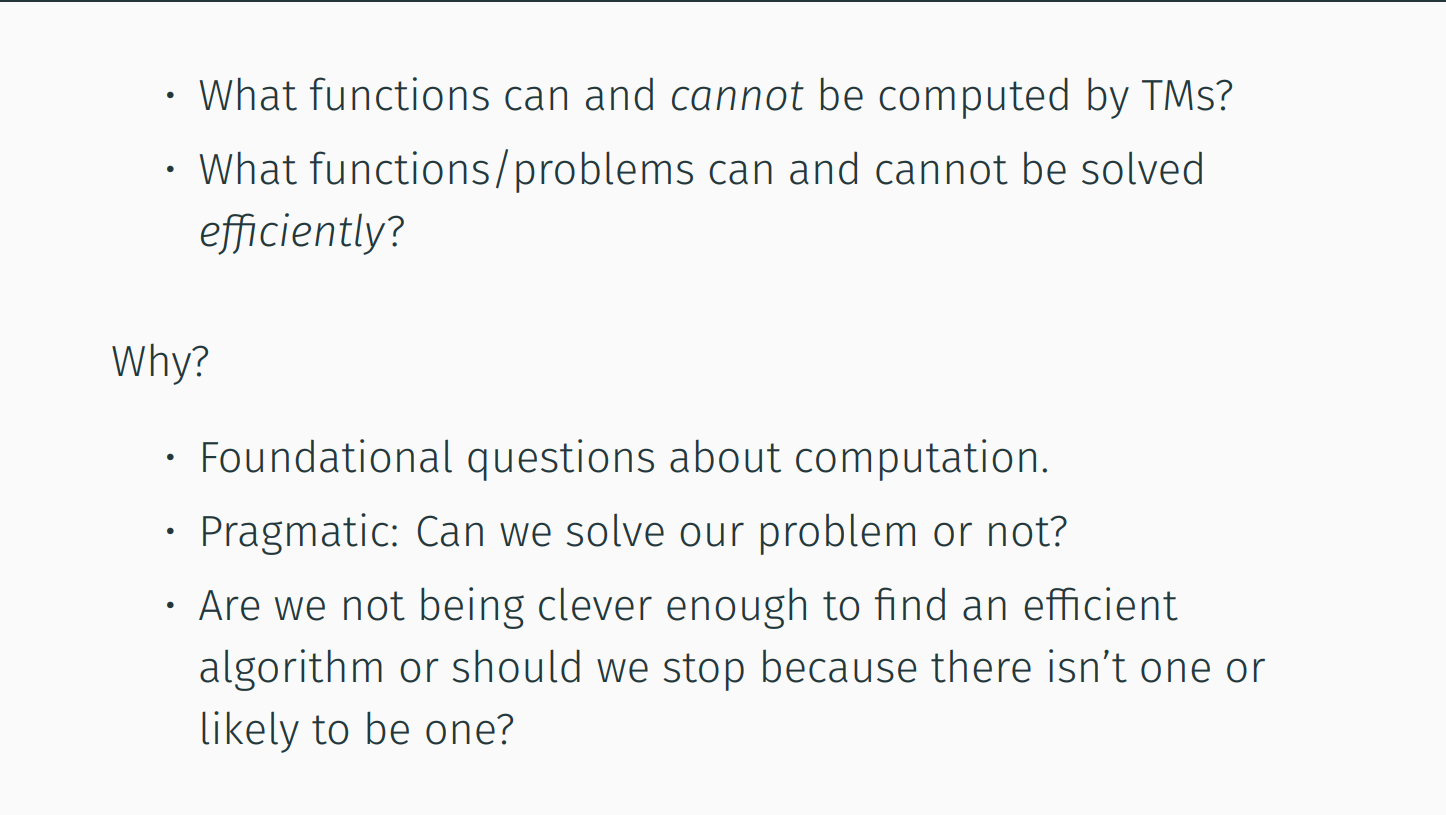 • What functions can and cannot be computed by TMs?
• What functions/problems can and cannot be solved
efficiently?
Why?
• Foundational questions about computation.
• Pragmatic: Can we solve our problem or not?
• Are we not being clever enough to find an efficient
algorithm or should we stop because there isn’t one or
likely to be one?